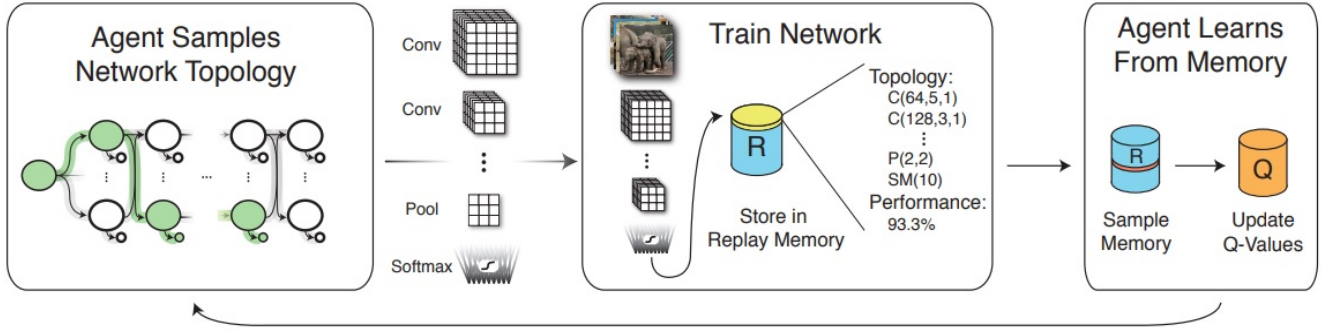 Agent Samples
Network Topology
Conv
Conv
Pool
Softmax
Train Network
R
Store in
Replay Memory
Topology:
C(64,5,1)
C(128,3,1)
P(2,2)
SM(10)
Performance:
93.3%
Agent Learns
From Memory
R
Sample
Memory
Q
Update
Q-Values